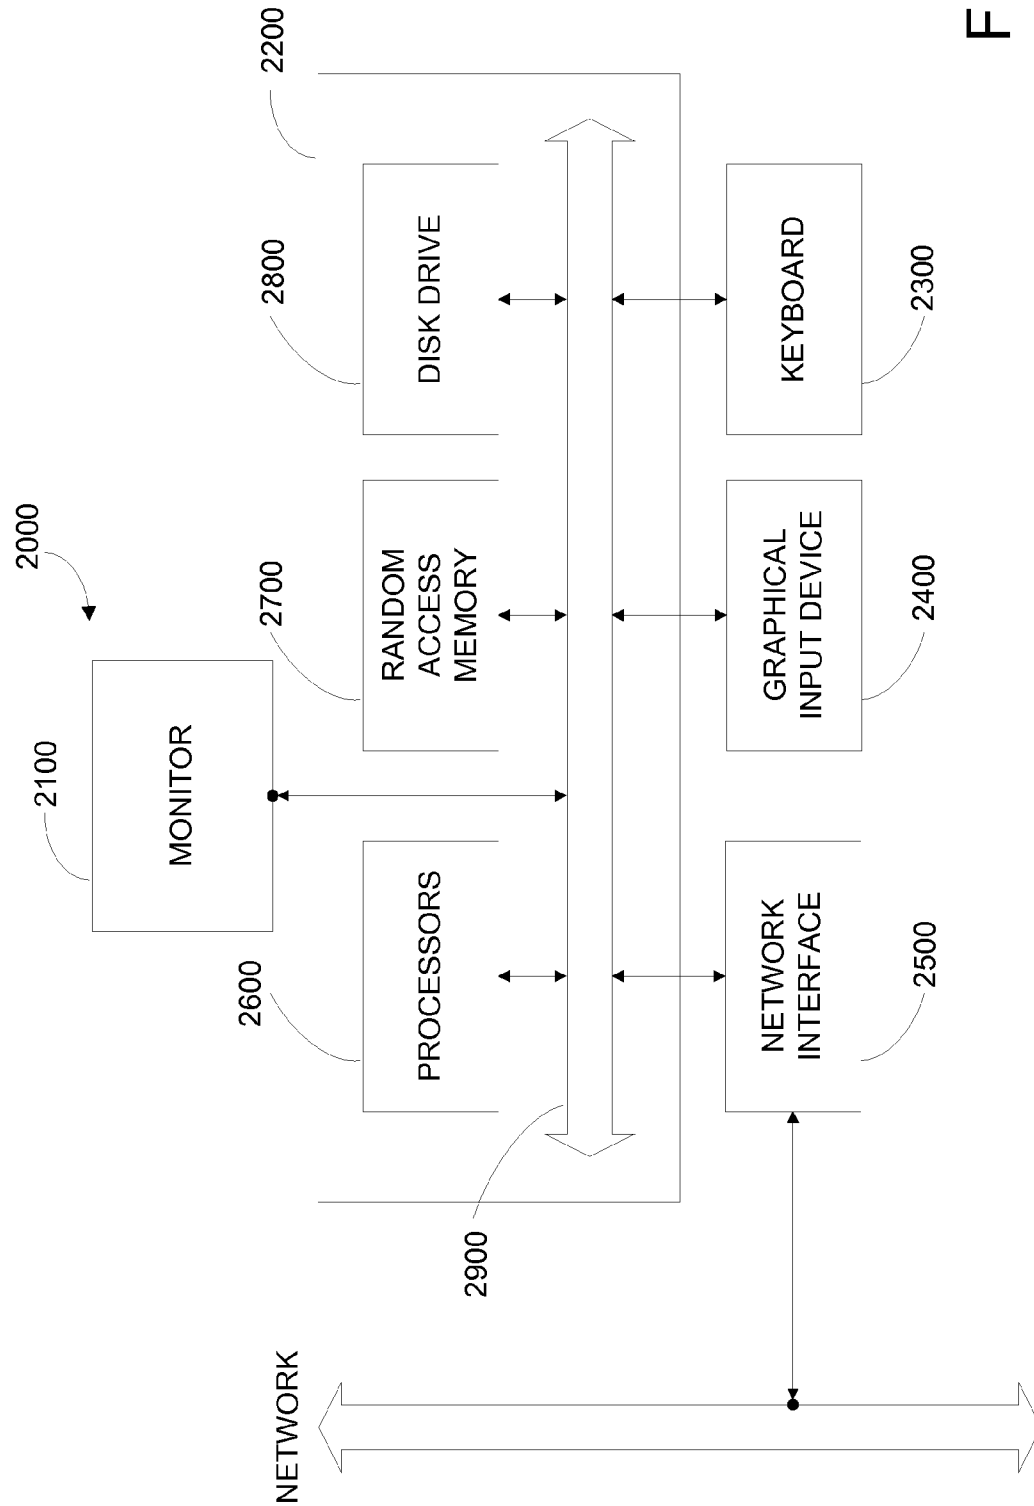 2000
2100
MONITOR
2200
2600
PROCESSORS
2700
RANDOM
ACCESS
MEMORY
2800
DISK DRIVE
2900
NETWORK
NETWORK
INTERFACE
2500
GRAPHICAL
INPUT DEVICE
2400
KEYBOARD
2300
F